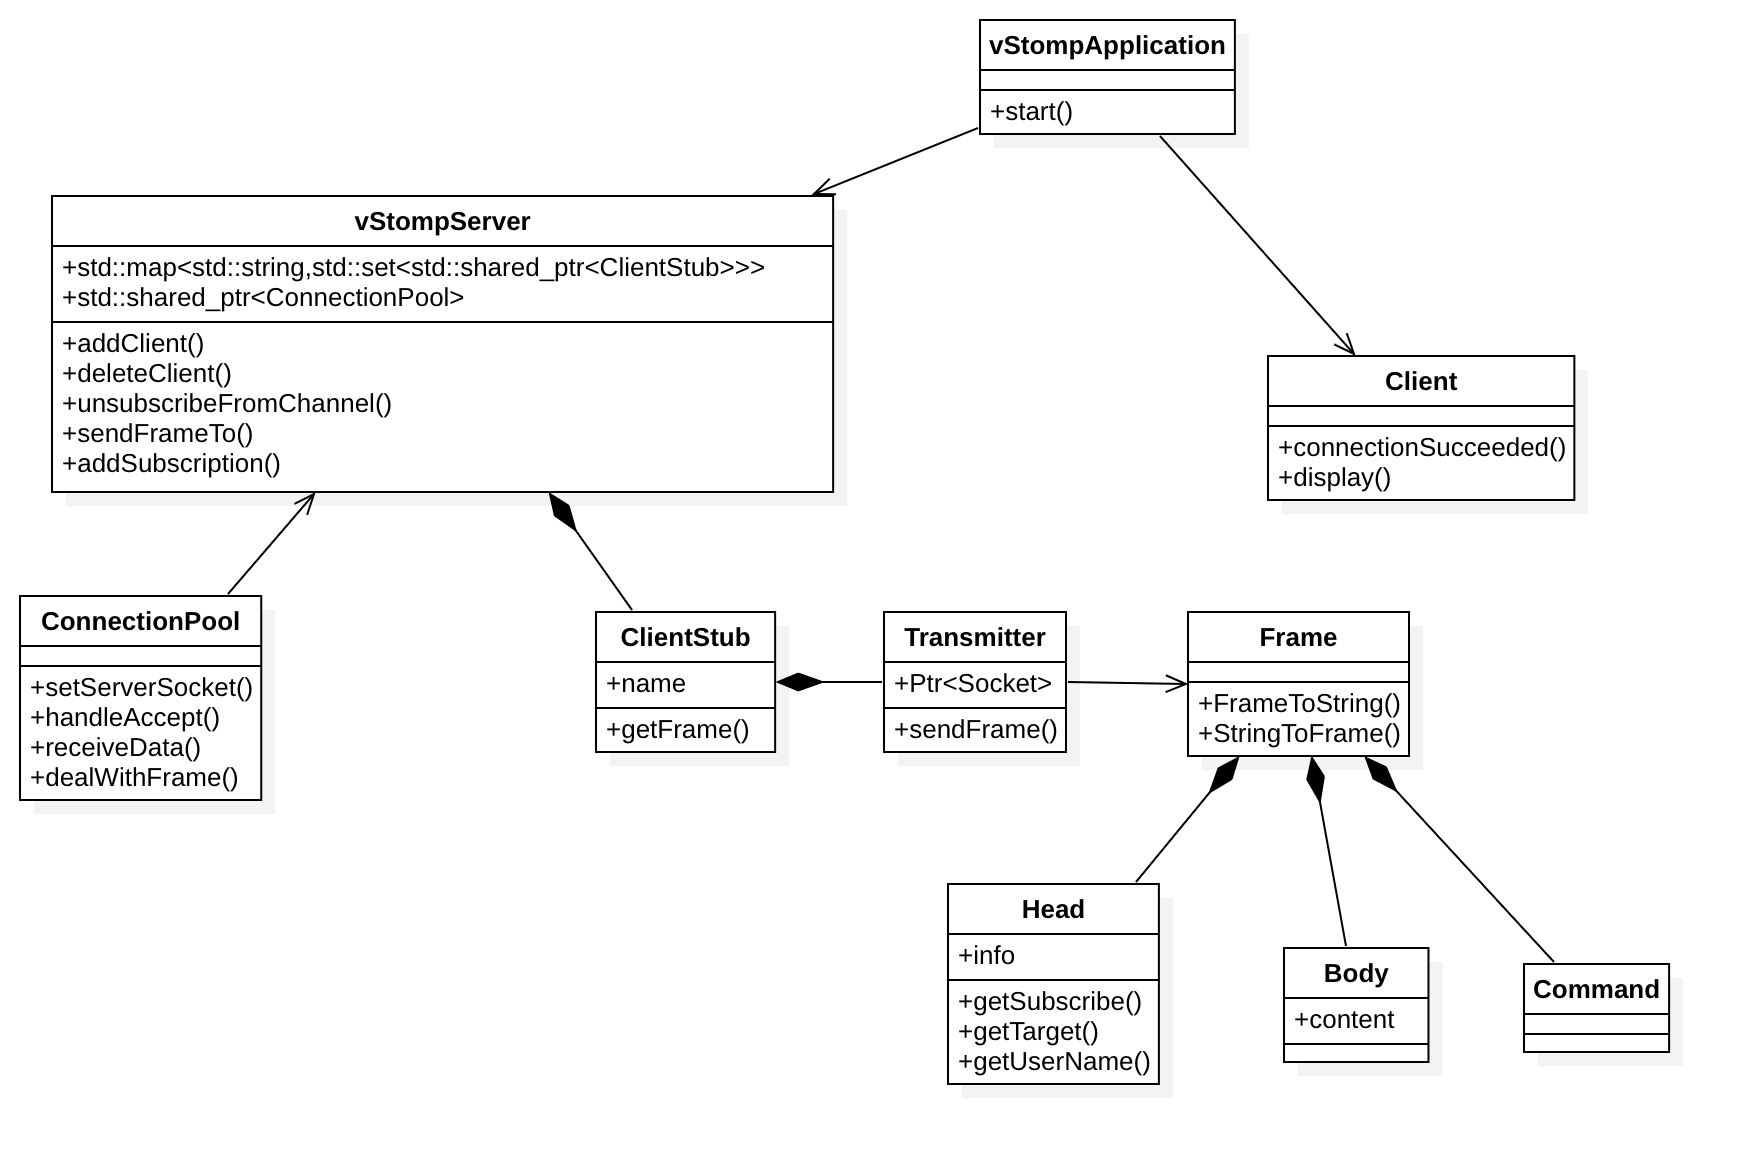 vStompApplication
+start()
vStompServer
+std::map<std::string,std::set<std::shared_ptr<ClientStub>>>
+std::shared_ptr<ConnectionPool>
+addClient()
+deleteClient()
+unsubscribeFromChannel()
+sendFrameTo()
+addSubscription()
Client
+connectionSucceeded()
+display()
ConnectionPool
+setServerSocket()
+handleAccept()
+receiveData()
+dealWithFrame()
ClientStub
+name
+getFrame()
Transmitter
+Ptr<Socket>
+sendFrame()
Frame
+FrameToString()
+StringToFrame()
Head
+info
+getSubscribe()
+getTarget()
+getUserName()
Body
+content
Command